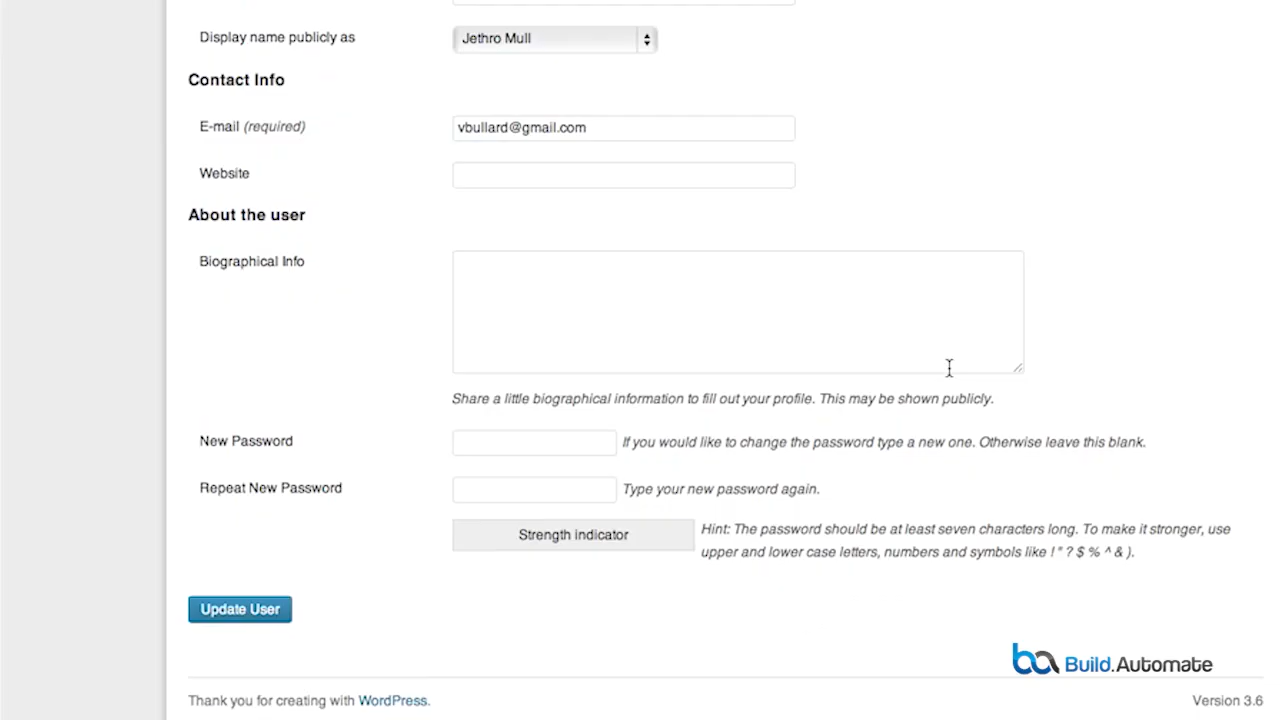 Display name publicly as Jethro Mull
Contact Info
E-mail (required) vbullard@gmail.com
Website
About the user
Biographical Info
Share a little biographical information to fill out your profile. This may be shown publicly.
New Password If you would like to change the password type a new one. Otherwise leave this blank.
Repeat New Password Type your new password again.
Strength indicator Hint: The password should be at least seven characters long. To make it stronger, use
upper and lower case letters, numbers and symbols like ! " ? $ % ^ & ).
Update User
ba Build.Automate
Thank you for creating with WordPress. Version 3.6